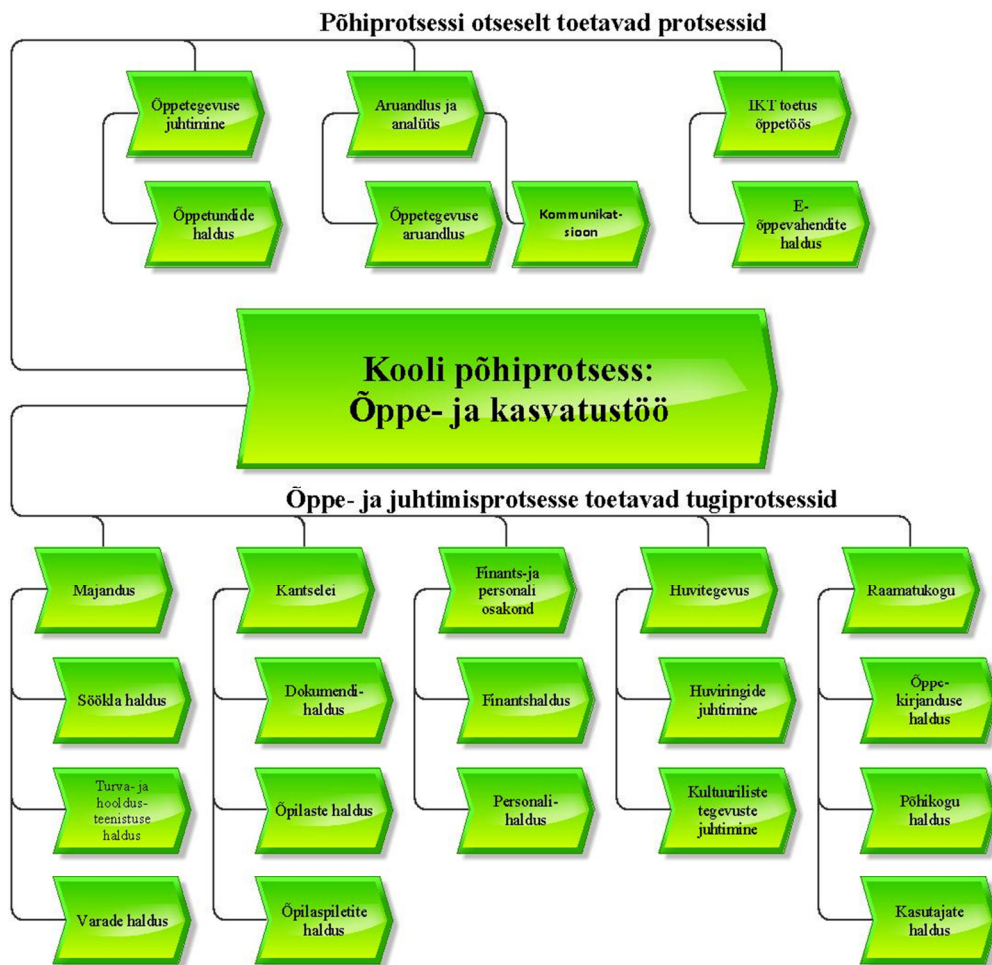 Põhiprotsessi otseselt toetavad protsessid
Õppetegevuse
juhtimine
Aruandlus ja
analüüs
IKT toetus
õppetöös
Õppetundide
haldus
Õppetegevuse
aruandlus
Kommunikat-
sioon
E-
õppevahendite
haldus
Kooli põhiprotsess:
Õppe- ja kasvatustöö
Õppe- ja juhtimisprotsesse toetavad tugiprotsessid
Majandus
Kantselei
Finants-ja
personali
osakond
Huvitegevus
Raamatukogu
Söökla haldus
Dokumendi-
haldus
Finantshaldus
Huviringide
juhtimine
Õppe-
kirjanduse
haldus
Turva- ja
hooldus-
teenistuse
haldus
Õpilaste haldus
Personali-
haldus
Kultuuriliste
tegevuste
juhtimine
Põhikogu
haldus
Varade haldus
Õpilaspiletite
haldus
Kasutajate
haldus